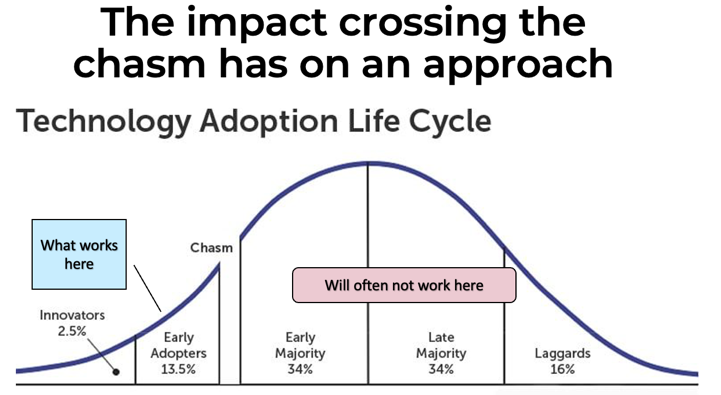 The impact crossing the
chasm has on an approach
Technology Adoption Life Cycle
What works
here
Chasm
Will often not work here
Innovators
2.5%
Early
Adopters
13.5%
Early
Majority
34%
Late
Majority
34%
Laggards
16%